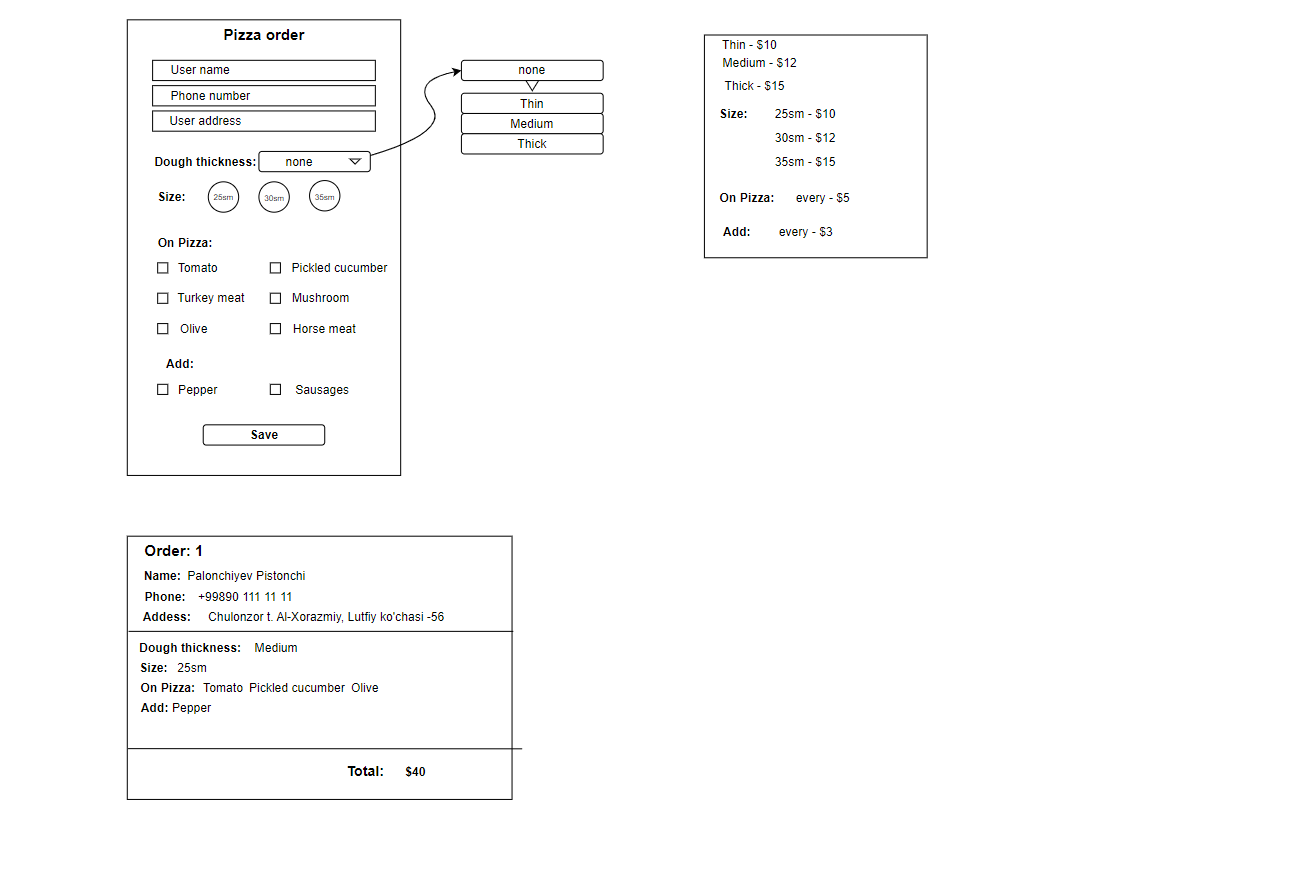 Pizza order
User name
Phone number
User address
Dough thickness: none
Size: 25sm 30sm 35sm
On Pizza:
Tomato Pickled cucumber
Turkey meat Mushroom
Olive Horse meat
Add:
Pepper Sausages
Save
none
Thin
Medium
Thick
Thin - $10
Medium - $12
Thick - $15
Size: 25sm - $10
30sm - $12
35sm - $15
On Pizza: every - $5
Add: every - $3
Order: 1
Name: Palonchiyev Pistonchi
Phone: +99890 111 11 11
Addess: Chulonzor t. Al-Xorazmiy, Lutfiy ko'chasi -56
Dough thickness: Medium
Size: 25sm
On Pizza: Tomato Pickled cucumber Olive
Add: Pepper
Total: $40